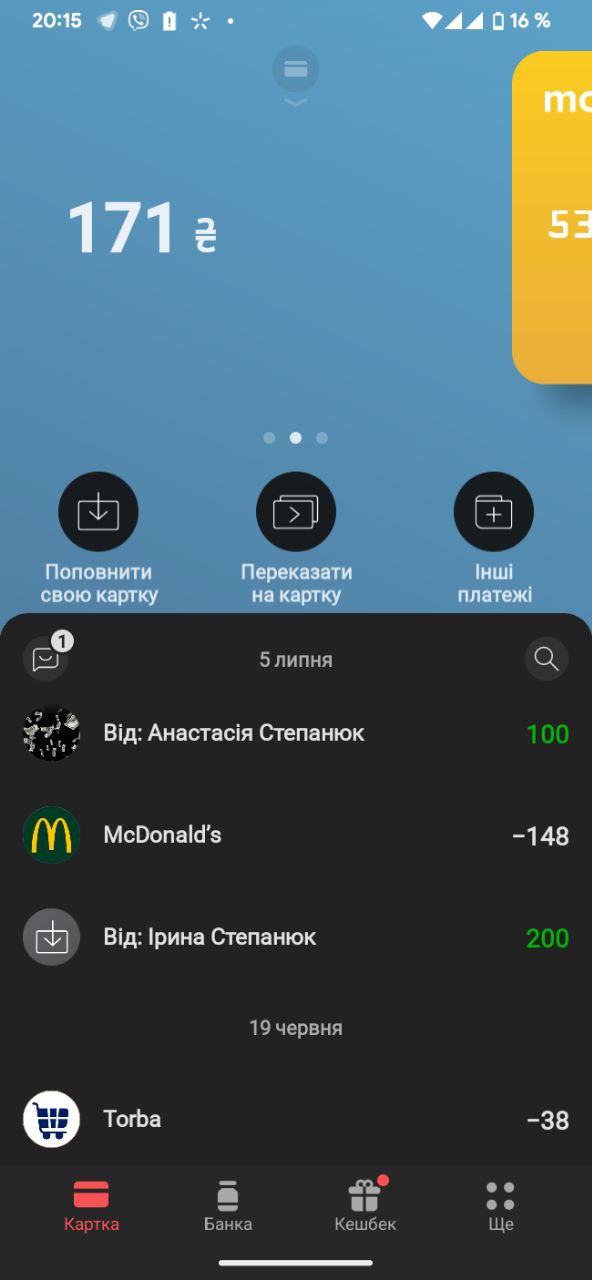 20:15 16 %
mo
171 ₴
53
Поповнити
свою картку
Переказати
на картку
Інші
платежі
1
5 липня
Від: Анастасія Степанюк 100
McDonald’s −148
Від: Ірина Степанюк 200
19 червня
Torba −38
Картка Банка Кешбек Ще